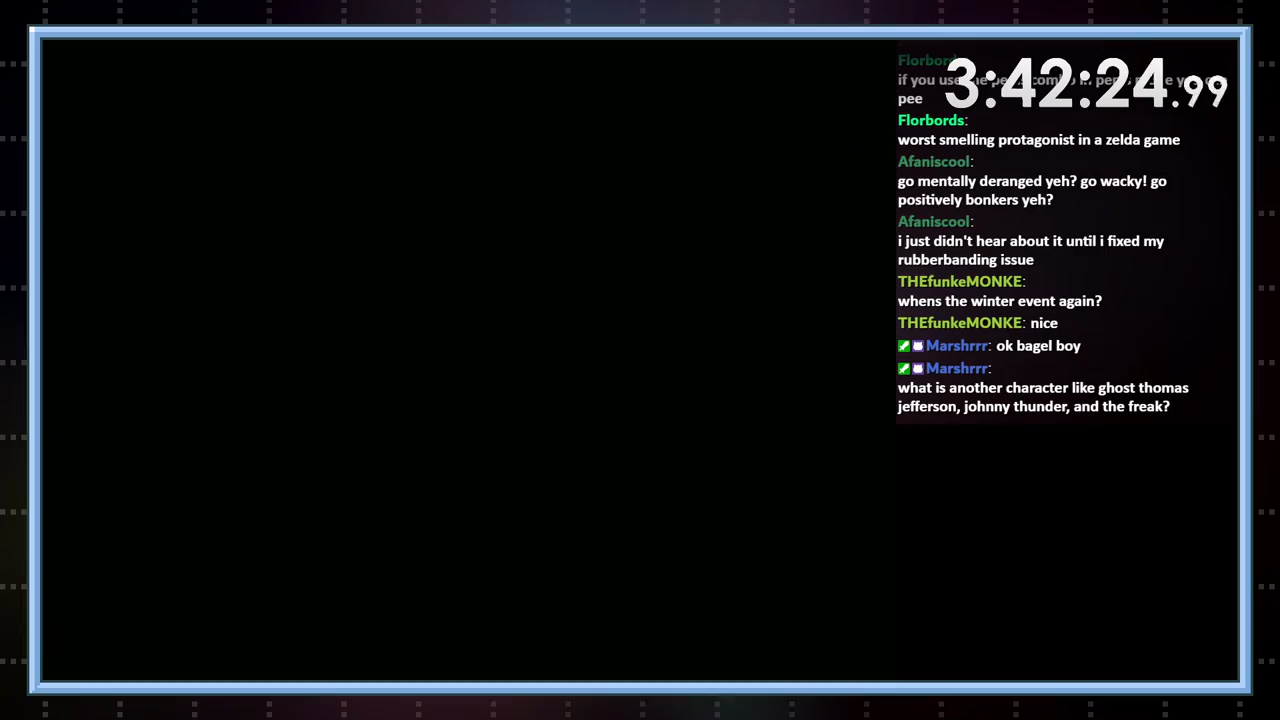 Florbords
3:42:24.99
if you use
pee
Florbords:
worst smelling protagonist in a zelda game
Afaniscool:
go mentally deranged yeh? go wacky! go
positively bonkers yeh?
Afaniscool:
i just didn't hear about it until i fixed my
rubberbanding issue
THEfunkeMONKE:
whens the winter event again?
THEfunkeMONKE: nice
Marshrrr: ok bagel boy
Marshrrr:
what is another character like ghost thomas
jefferson, johnny thunder, and the freak?